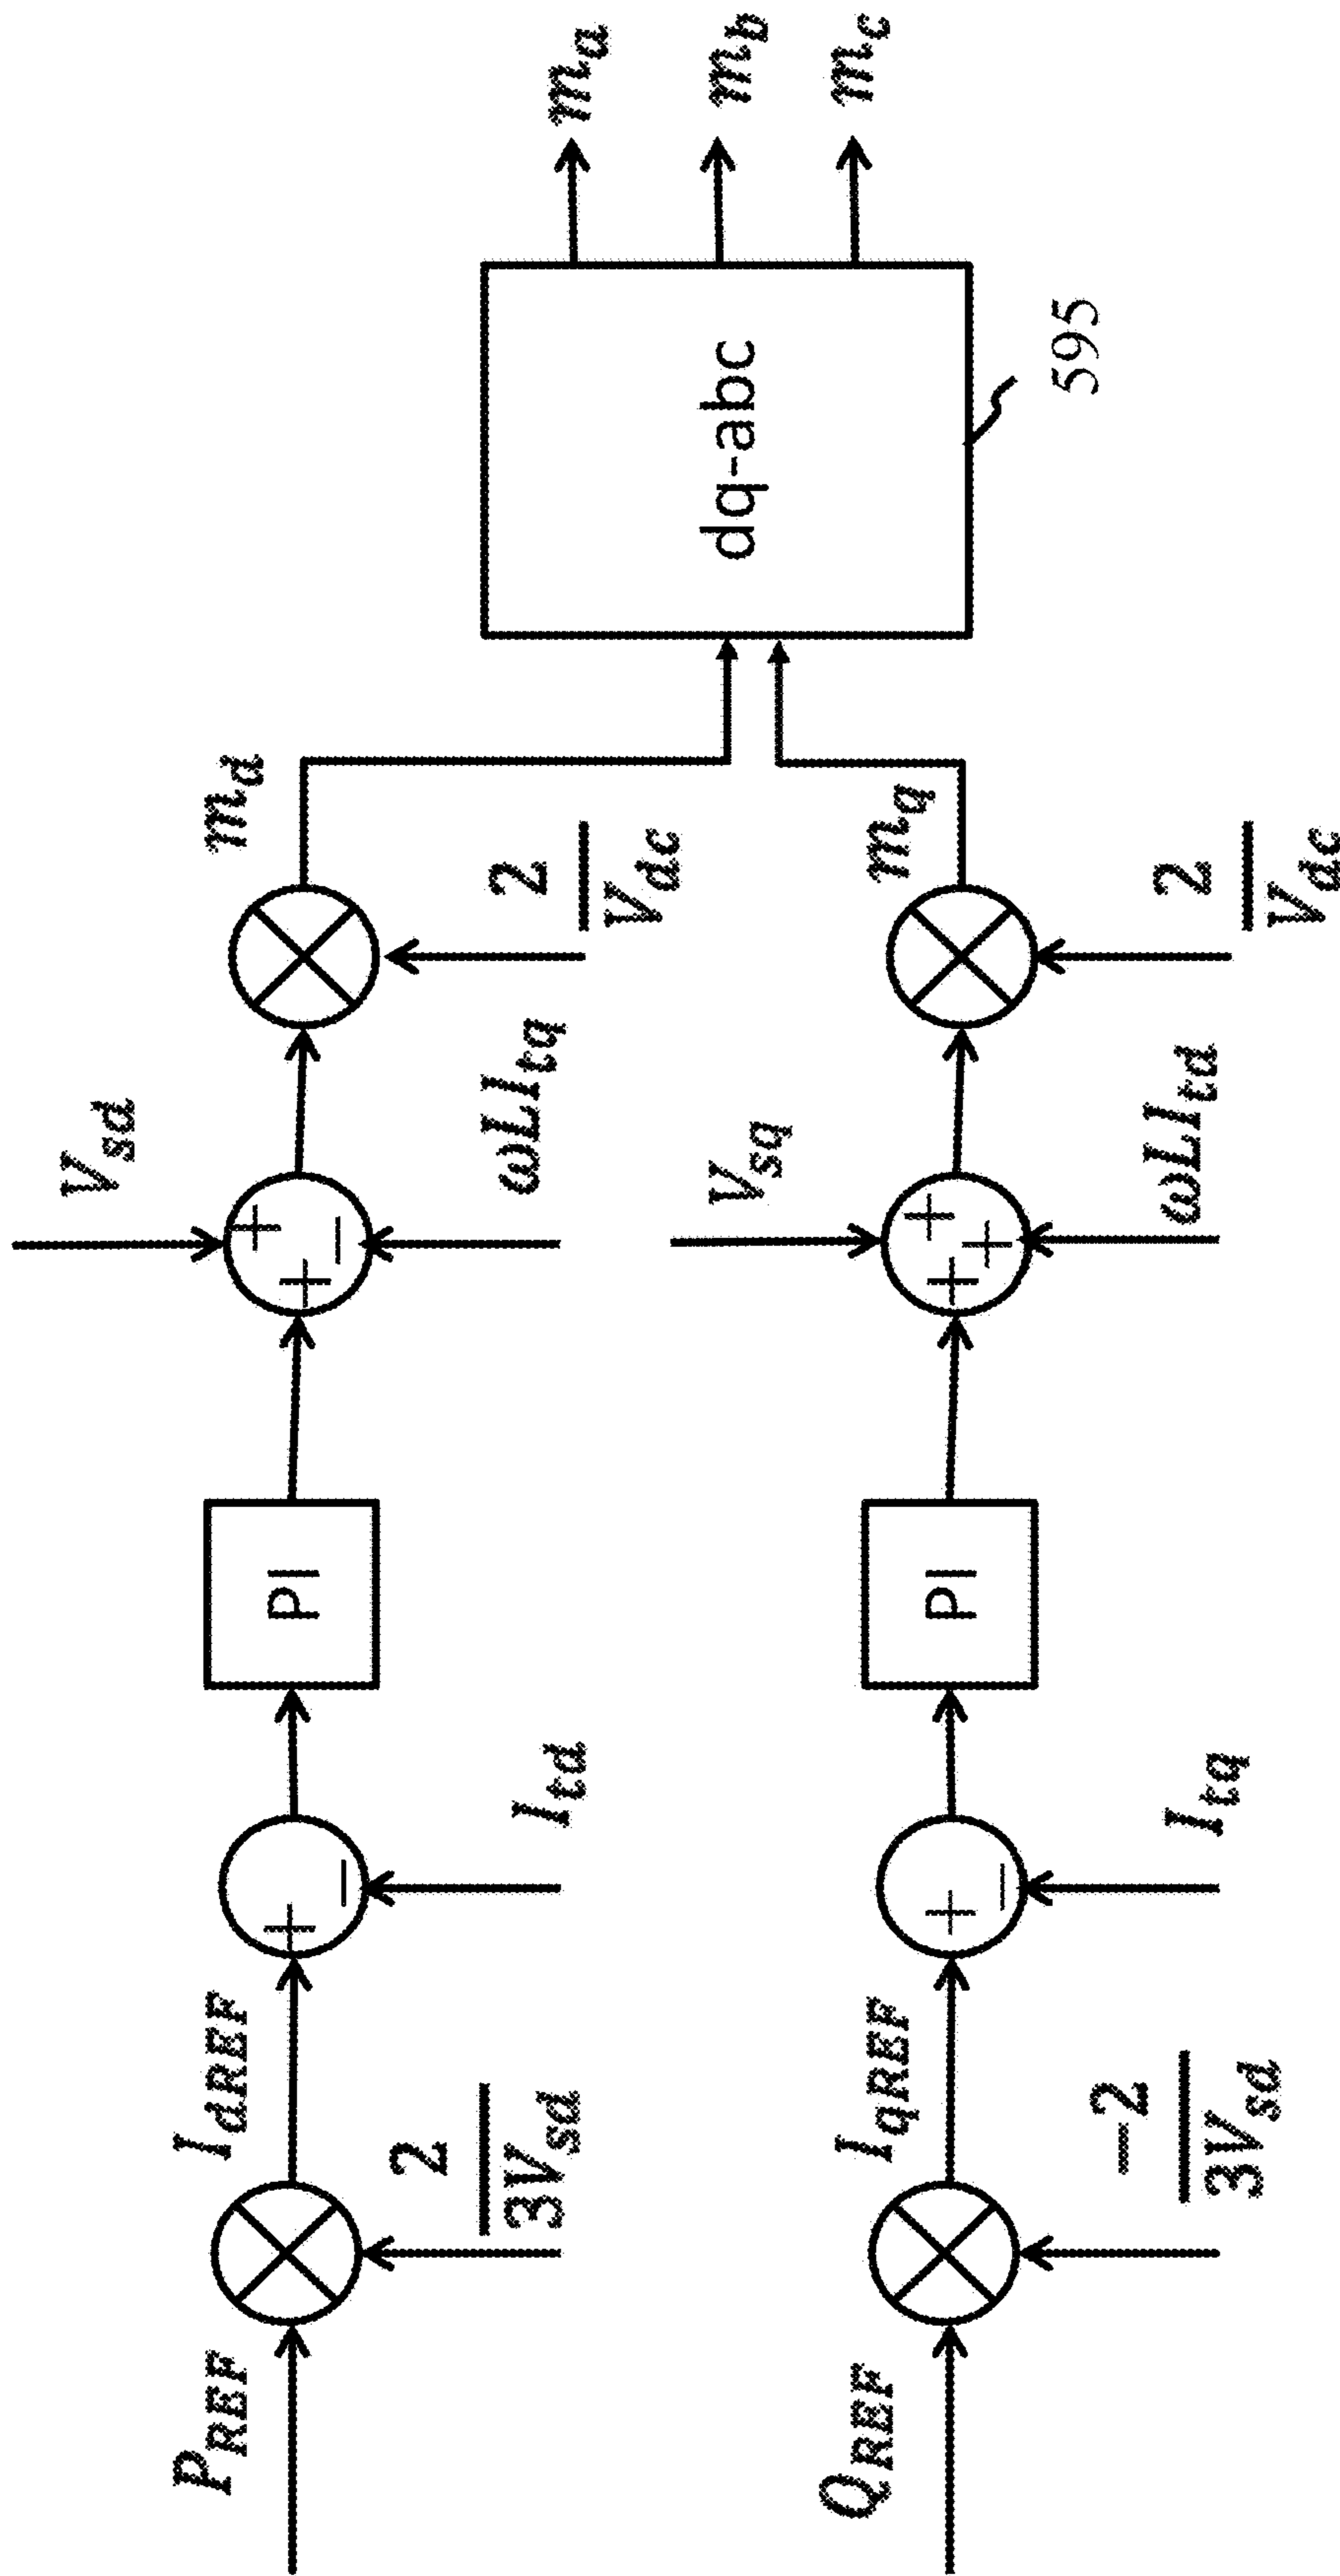 P_REF
2
3V_sd
I_dREF
+
−
I_td
PI
V_sd
+
+
−
ωLI_tq
2
V_dc
m_d
Q_REF
−2
3V_sd
I_qREF
+
−
I_tq
PI
V_sq
+
+
+
ωLI_td
2
V_dc
m_q
dq-abc
595
m_a
m_b
m_c